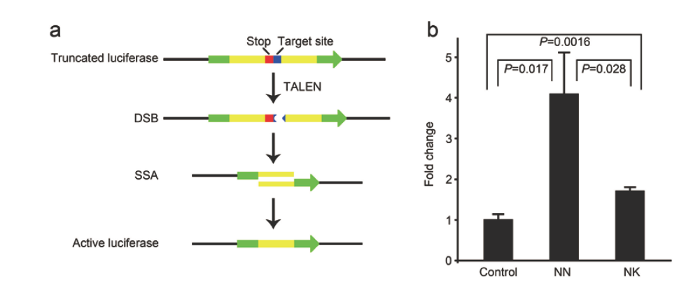 a
Stop Target site
Truncated luciferase
TALEN
DSB
SSA
Active luciferase
b
P=0.0016
P=0.017 P=0.028
Fold change
5
4
3
2
1
0
Control NN NK